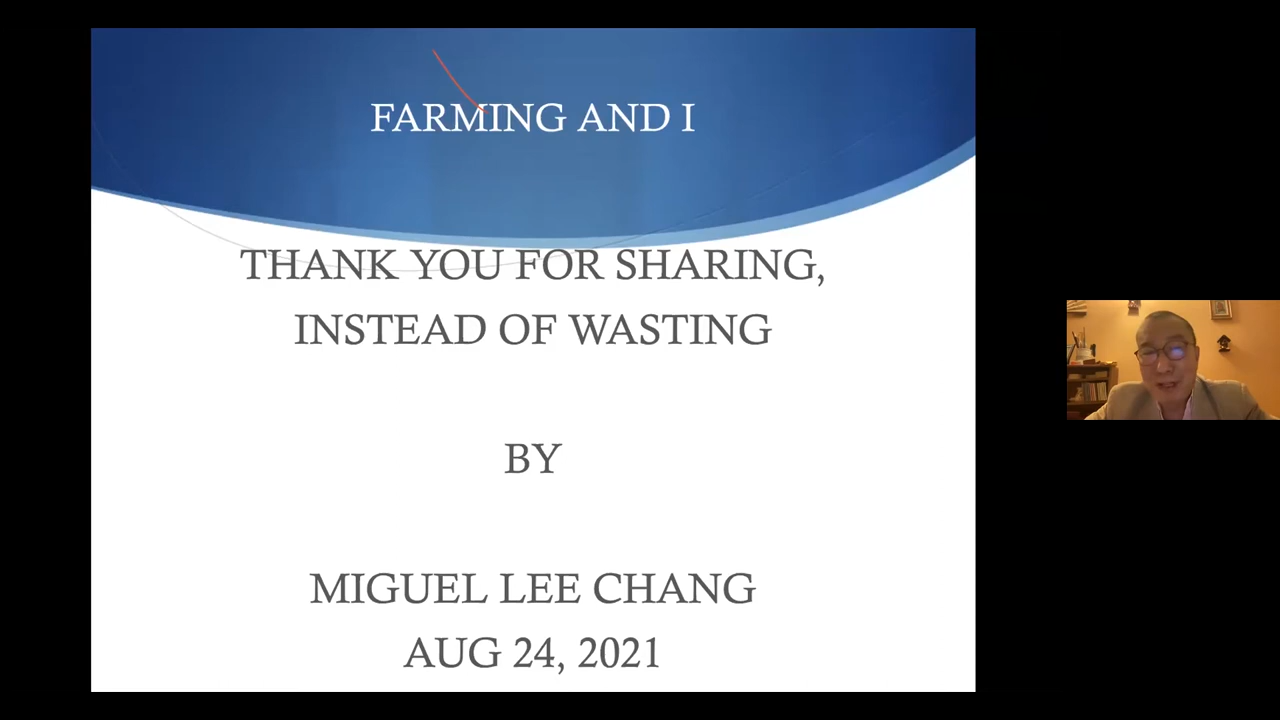 FARMING AND I
THANK YOU FOR SHARING,
INSTEAD OF WASTING
BY
MIGUEL LEE CHANG
AUG 24, 2021